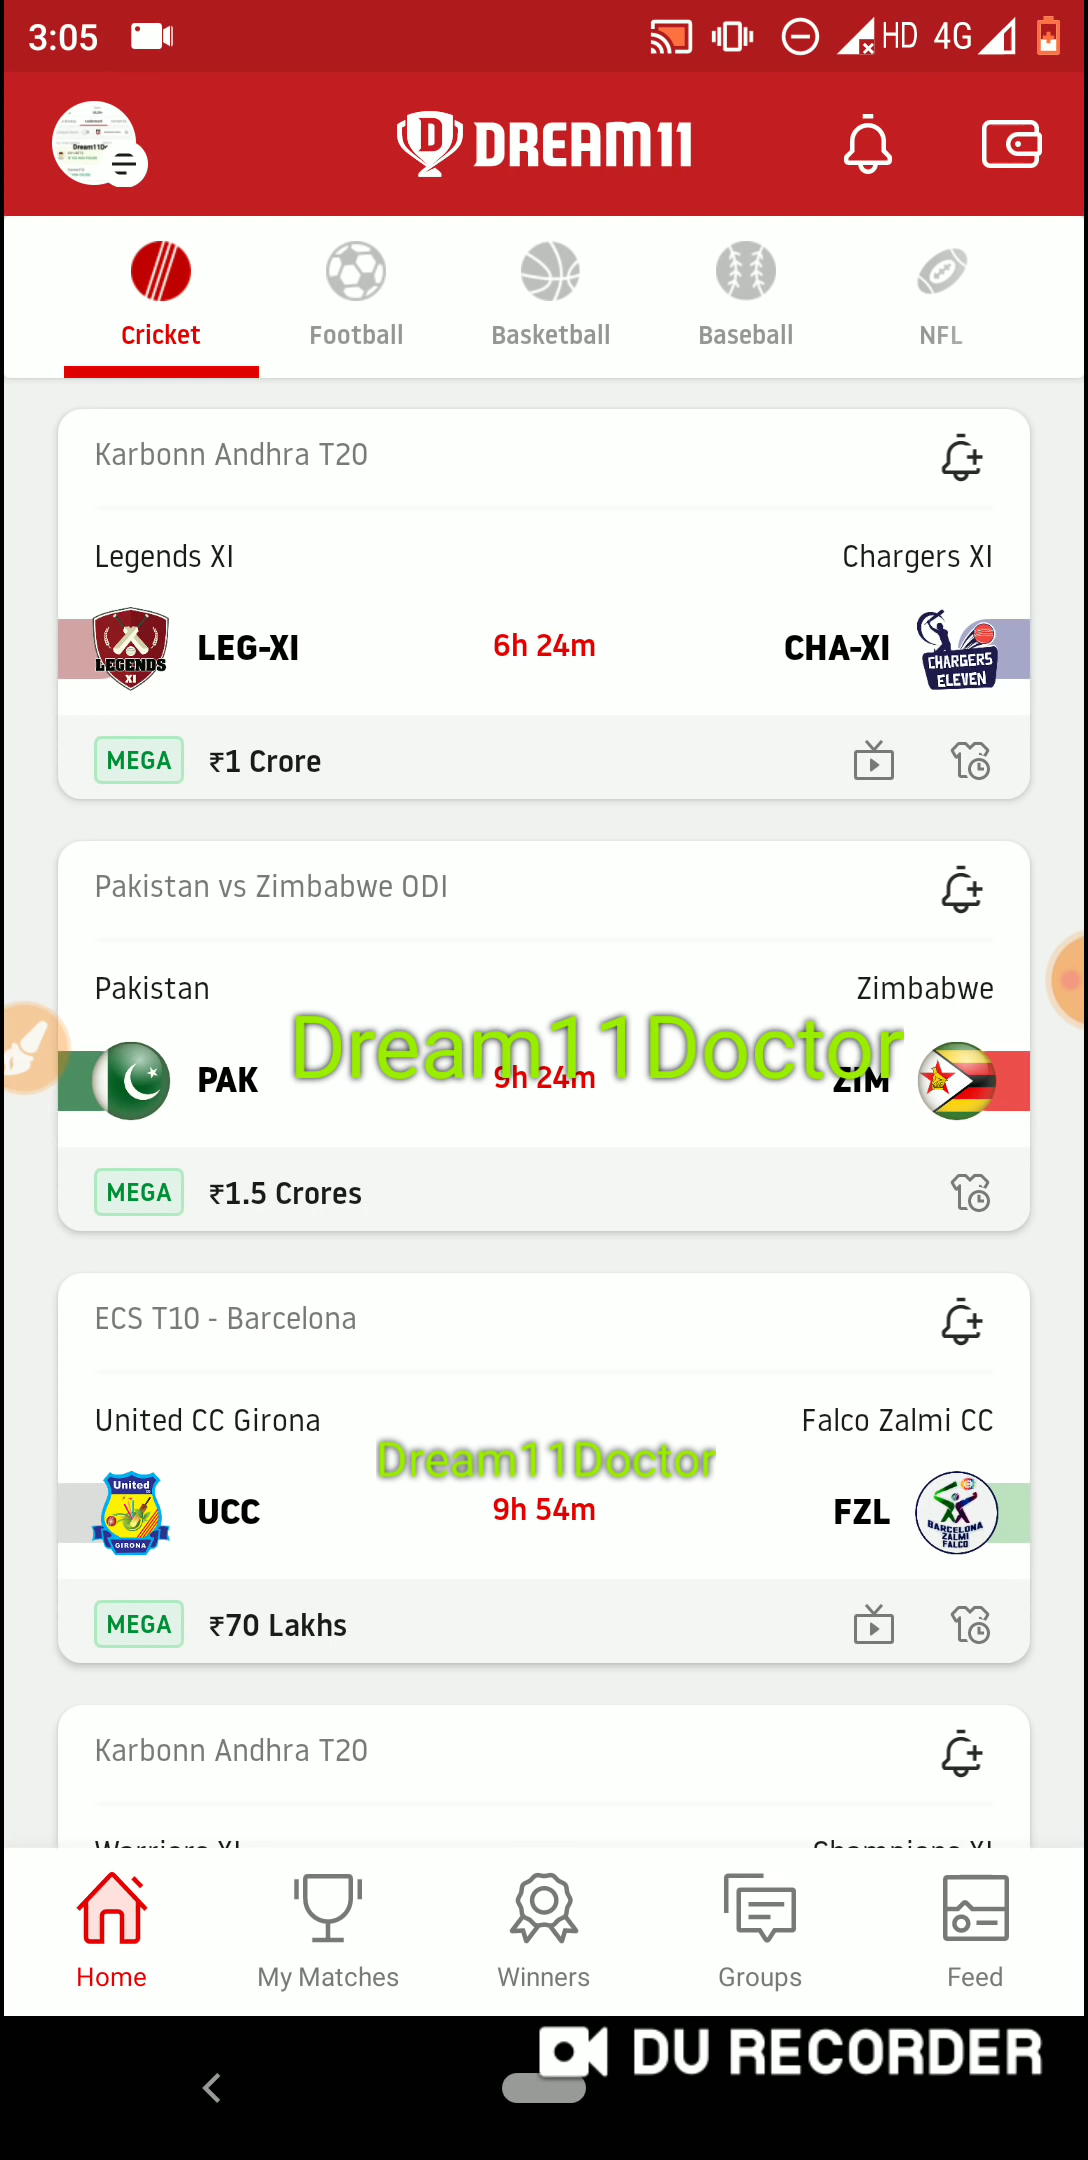 3:05 HD 4G
DREAM11
Cricket Football Basketball Baseball NFL
Karbonn Andhra T20
Legends XI Chargers XI
LEGENDS XI LEG-XI 6h 24m CHA-XI CHARGERS ELEVEN
MEGA ₹1 Crore
Pakistan vs Zimbabwe ODI
Pakistan Zimbabwe
Dream11Doctor
PAK 9h 24m ZIM
MEGA ₹1.5 Crores
ECS T10 - Barcelona
United CC Girona Falco Zalmi CC
Dream11Doctor
United GIRONA UCC 9h 54m FZL BARCELONA ZALMI FALCO
MEGA ₹70 Lakhs
Karbonn Andhra T20
Warriors XI Champions XI
Home My Matches Winners Groups Feed
DU RECORDER